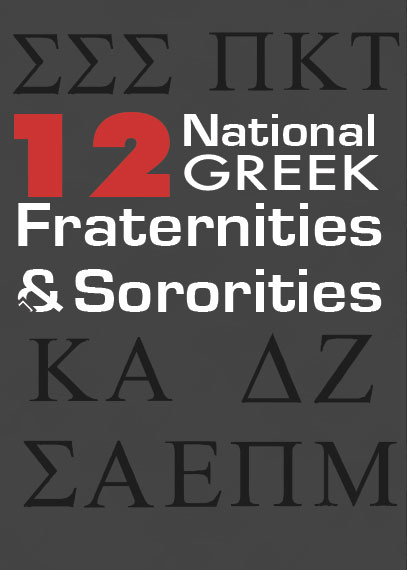 ΣΣΣ ΠΚΤ
12 National
GREEK
Fraternities
& Sororities
ΚΑ ΔΖ
ΣΑΕΠΜ